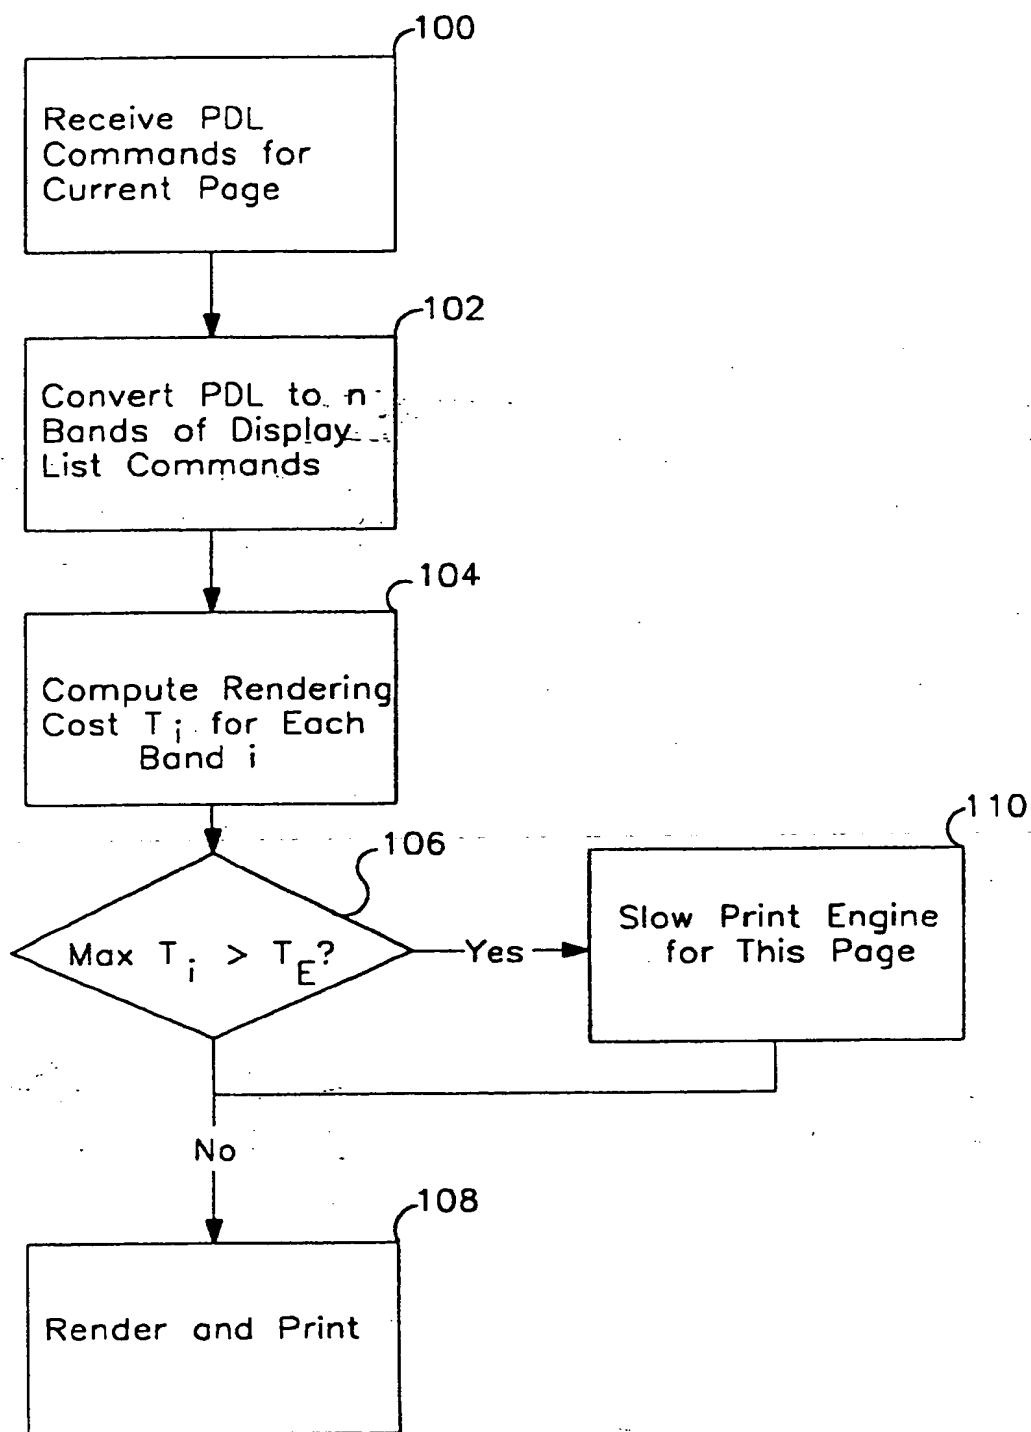 100
Receive PDL
Commands for
Current Page
102
Convert PDL to n
Bands of Display
List Commands
104
Compute Rendering
Cost T i for Each
Band i
106
Max T i > T E?
Yes
110
Slow Print Engine
for This Page
No
108
Render and Print